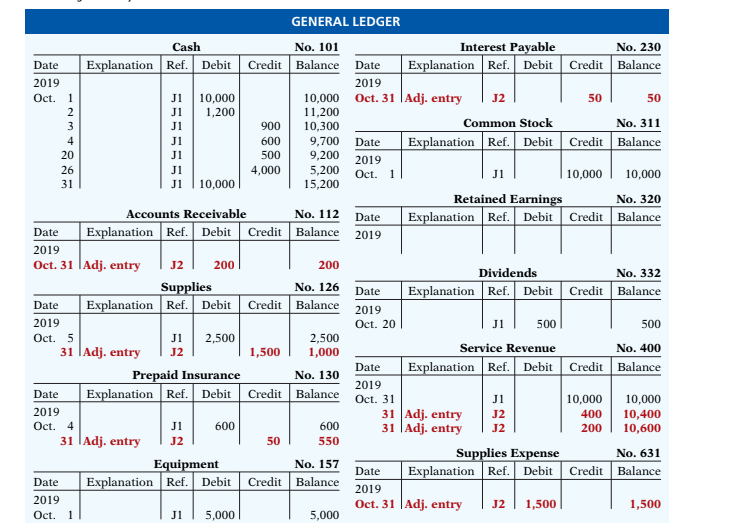 GENERAL LEDGER
Cash No. 101
Date Explanation Ref. Debit Credit Balance
2019
Oct. 1 J1 10,000 10,000
2 J1 1,200 11,200
3 J1 900 10,300
4 J1 600 9,700
20 J1 500 9,200
26 J1 4,000 5,200
31 J1 10,000 15,200
Accounts Receivable No. 112
Date Explanation Ref. Debit Credit Balance
2019
Oct. 31 Adj. entry J2 200 200
Supplies No. 126
Date Explanation Ref. Debit Credit Balance
2019
Oct. 5 J1 2,500 2,500
31 Adj. entry J2 1,500 1,000
Prepaid Insurance No. 130
Date Explanation Ref. Debit Credit Balance
2019
Oct. 4 J1 600 600
31 Adj. entry J2 50 550
Equipment No. 157
Date Explanation Ref. Debit Credit Balance
2019
Oct. 1 J1 5,000 5,000
Interest Payable No. 230
Date Explanation Ref. Debit Credit Balance
2019
Oct. 31 Adj. entry J2 50 50
Common Stock No. 311
Date Explanation Ref. Debit Credit Balance
2019
Oct. 1 J1 10,000 10,000
Retained Earnings No. 320
Date Explanation Ref. Debit Credit Balance
2019
Dividends No. 332
Date Explanation Ref. Debit Credit Balance
2019
Oct. 20 J1 500 500
Service Revenue No. 400
Date Explanation Ref. Debit Credit Balance
2019
Oct. 31 J1 10,000 10,000
31 Adj. entry J2 400 10,400
31 Adj. entry J2 200 10,600
Supplies Expense No. 631
Date Explanation Ref. Debit Credit Balance
2019
Oct. 31 Adj. entry J2 1,500 1,500